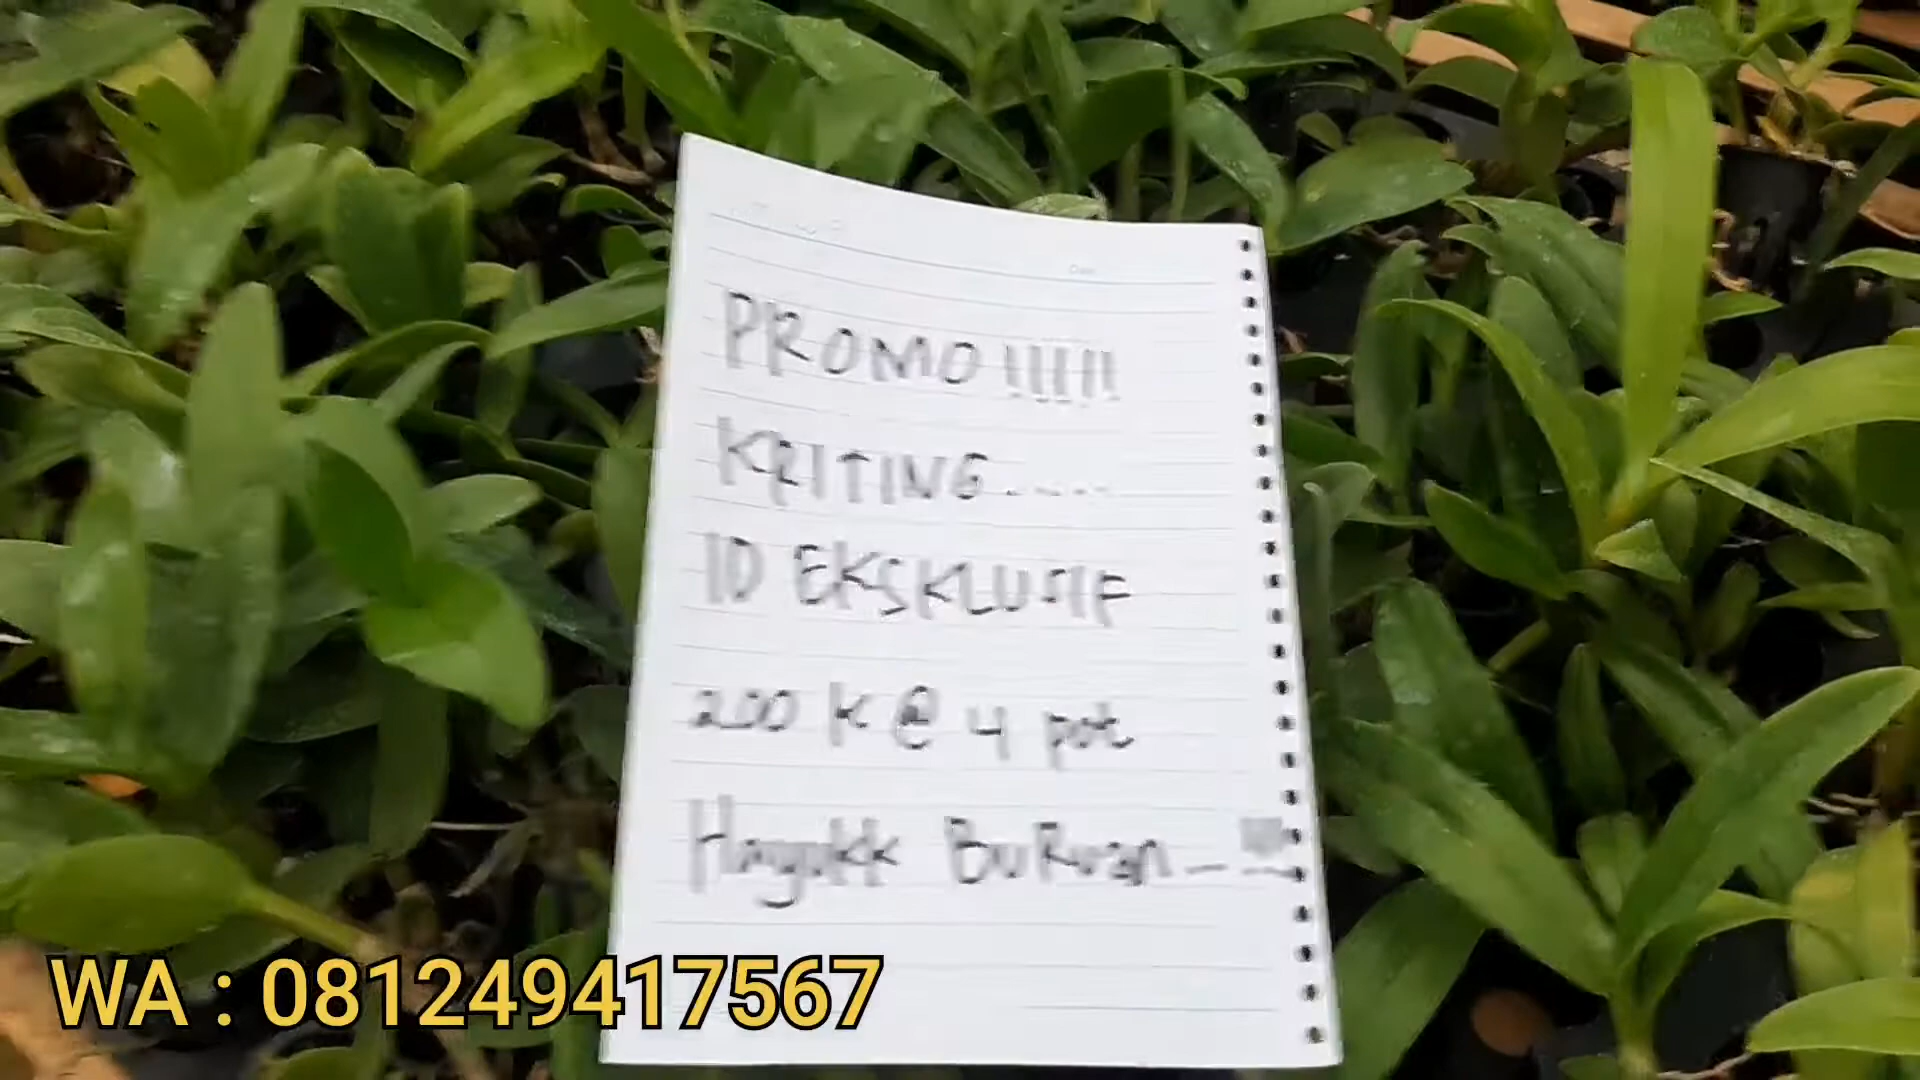 PROMO !!!!!
KRITING.....
ID EKSKLUSIF
200 K @ 4 pot
Hayukk BuRuan
WA : 081249417567